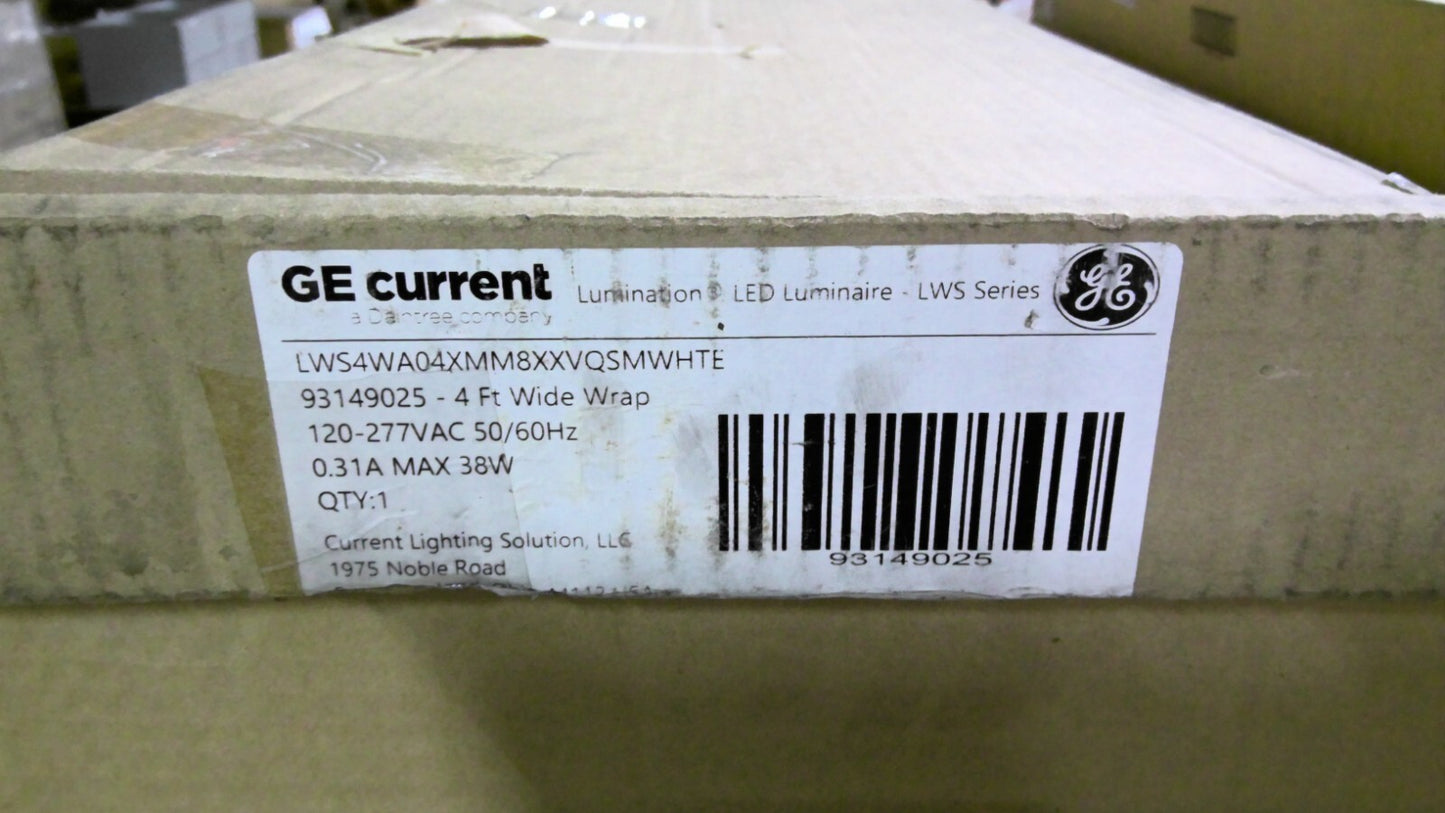 GE current Lumination® LED Luminaire - LWS Series GE
a Daintree company
LWS4WA04XMM8XXVQSMWHTE
93149025 - 4 Ft Wide Wrap
120-277VAC 50/60Hz
0.31A MAX 38W
QTY:1
Current Lighting Solution, LLC
1975 Noble Road
93149025